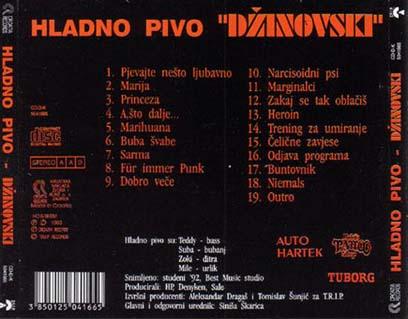 HLADNO PIVO "DŽINOVSKI"
1. Pjevajte nešto ljubavno
2. Marija
3. Princeza
4. A,što dalje...
5. Marihuana
6. Buba švabe
7. Sarma
8. Für immer Punk
9. Dobro veče
10. Narcisoidni psi
11. Marginalci
12. Zakaj se tak oblačiš
13. Heroin
14. Trening za umiranje
15. Čelične zavjese
16. Odjava programa
17. Buntovnik
18. Niemals
19. Outro
Hladno pivo su: Teddy - bass
Suba - bubanj
Zoki - ditra
Mile - urlik
Snimljeno: studeni '92, Best Music studio
Producirali: HP, Denyken, Sale
Izvršni producenti: Aleksandar Dragaš i Tomislav Šunjić za T.R.I.P.
Glavni i odgovorni urednik: Siniša Škarica
AUTO
HARTEK
TUBORG
STEREO A A D
3 850125 041665
HLADNO PIVO - DŽINOVSKI
HLADNO PIVO - DŽINOVSKI